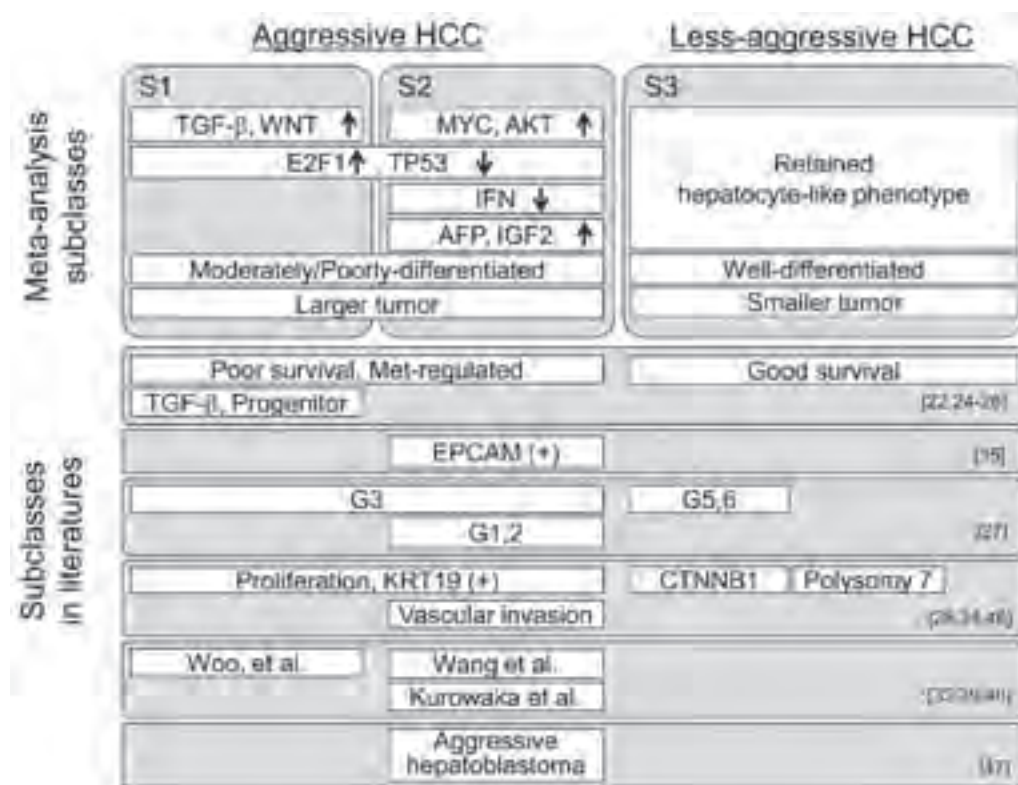 Aggressive HCC
Less-aggressive HCC
Meta-analysis
subclasses
S1
S2
S3
TGF-β, WNT ↑
MYC, AKT ↑
E2F1↑ , TP53 ↓
IFN ↓
AFP, IGF2 ↑
Retained
hepatocyte-like phenotype
Moderately/Poorly-differentiated
Well-differentiated
Larger tumor
Smaller tumor
Subclasses
in literatures
Poor survival, Met-regulated
Good survival
TGF-β, Progenitor
EPCAM (+)
G3
G5,6
G1,2
[27]
Proliferation, KRT19 (+)
CTNNB1
Polysomy 7
Vascular invasion
Woo, et al.
Wang et al.
Kurowaka et al.
Aggressive
hepatoblastoma